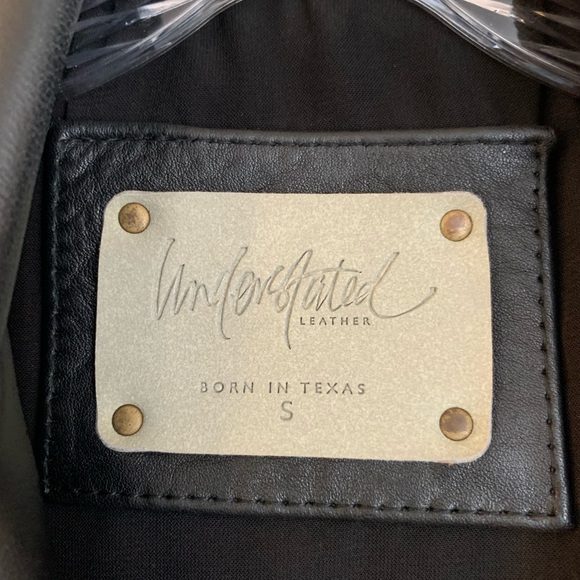 Understated
LEATHER
BORN IN TEXAS
S